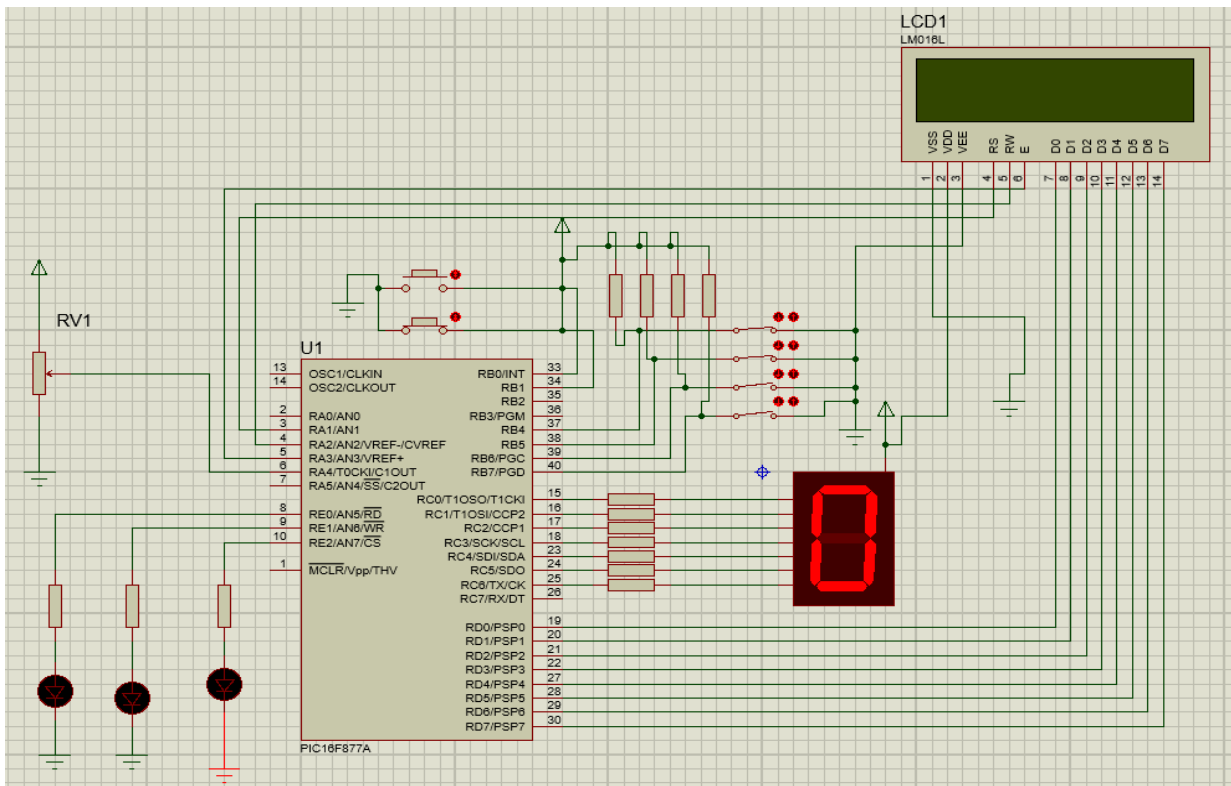 LCD1
LM016L
VSS
VDD
VEE
RS
RW
E
D0
D1
D2
D3
D4
D5
D6
D7
1
2
3
4
5
6
7
8
9
10
11
12
13
14
RV1
U1
13 OSC1/CLKIN RB0/INT 33
14 OSC2/CLKOUT RB1 34
RB2 35
2 RA0/AN0 RB3/PGM 36
3 RA1/AN1 RB4 37
4 RA2/AN2/VREF-/CVREF RB5 38
5 RA3/AN3/VREF+ RB6/PGC 39
6 RA4/T0CKI/C1OUT RB7/PGD 40
7 RA5/AN4/SS/C2OUT
RC0/T1OSO/T1CKI 15
8 RE0/AN5/RD RC1/T1OSI/CCP2 16
9 RE1/AN6/WR RC2/CCP1 17
10 RE2/AN7/CS RC3/SCK/SCL 18
RC4/SDI/SDA 23
1 MCLR/Vpp/THV RC5/SDO 24
RC6/TX/CK 25
RC7/RX/DT 26
RD0/PSP0 19
RD1/PSP1 20
RD2/PSP2 21
RD3/PSP3 22
RD4/PSP4 27
RD5/PSP5 28
RD6/PSP6 29
RD7/PSP7 30
PIC16F877A
0